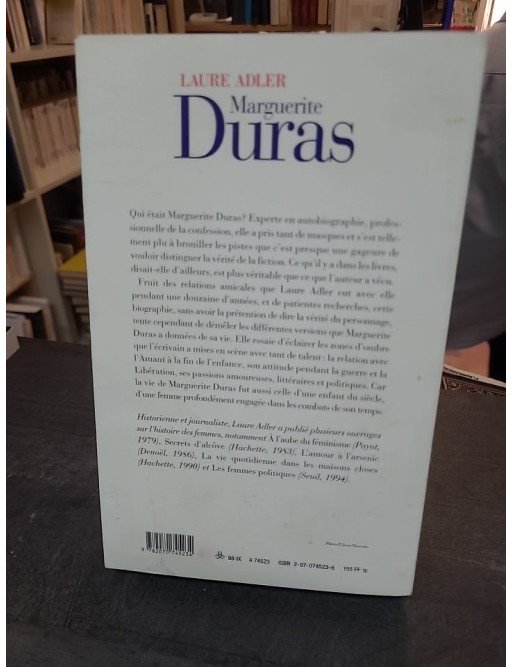 LAURE ADLER
Marguerite
Duras
Qui était Marguerite Duras? Experte en autobiographie, profes-
sionnelle de la confession, elle a pris tant de masques et s'est telle-
ment plu à brouiller les pistes que c'est presque une gageure de
vouloir distinguer la vérité de la fiction. Ce qu'il y a dans les livres,
disait-elle d'ailleurs, est plus véritable que ce que l'auteur a vécu.
Fruit des relations amicales que Laure Adler eut avec elle
pendant une douzaine d'années, et de patientes recherches, cette
biographie, sans avoir la prétention de dire la vérité du personnage,
tente cependant de démêler les différentes versions que Marguerite
Duras a données de sa vie. Elle essaie d'éclairer les zones d'ombre
que l'écrivain a mises en scène avec tant de talent : la relation avec
l'Amant à la fin de l'enfance, son attitude pendant la guerre et la
Libération, ses passions amoureuses, littéraires et politiques. Car
la vie de Marguerite Duras fut aussi celle d'une enfant du siècle,
d'une femme profondément engagée dans les combats de son temps.
Historienne et journaliste, Laure Adler a publié plusieurs ouvrages
sur l'histoire des femmes, notamment À l'aube du féminisme (Payot,
1979), Secrets d'alcôve (Hachette, 1983), L'amour à l'arsenic
(Denoël, 1986), La vie quotidienne dans les maisons closes
(Hachette, 1990) et Les femmes politiques (Seuil, 1994).
9 782070 745234
98-IX A 74523 ISBN 2-07-074523-6 155 FF